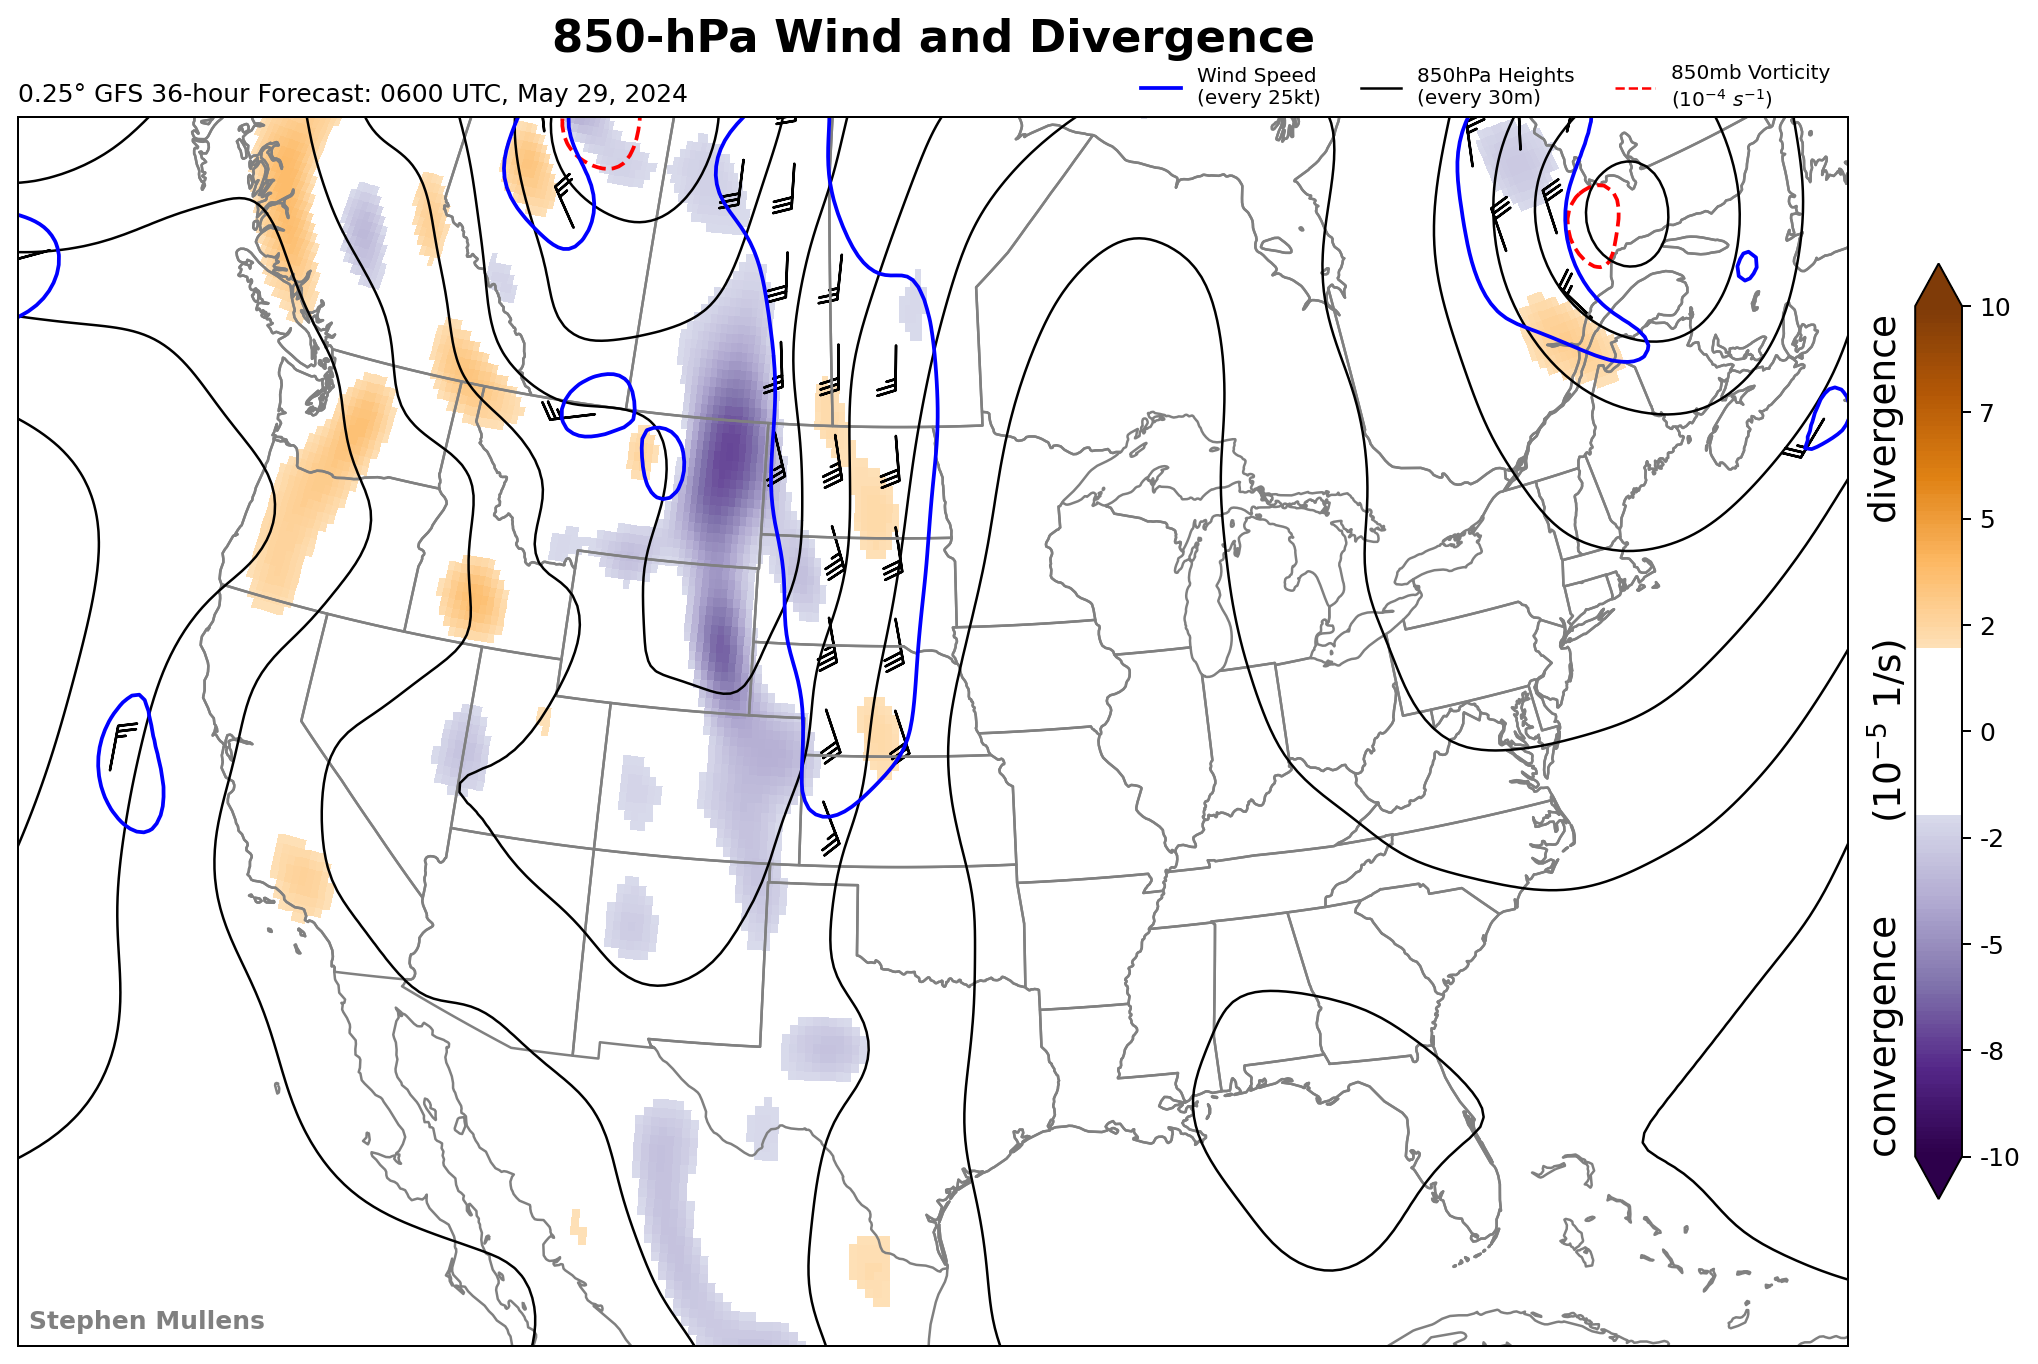 850-hPa Wind and Divergence
0.25° GFS 36-hour Forecast: 0600 UTC, May 29, 2024
Wind Speed
(every 25kt)
850hPa Heights
(every 30m)
850mb Vorticity
(10⁻⁴ s⁻¹)
10
7
5
2
0
-2
-5
-8
-10
divergence
(10⁻⁵ 1/s)
convergence
Stephen Mullens